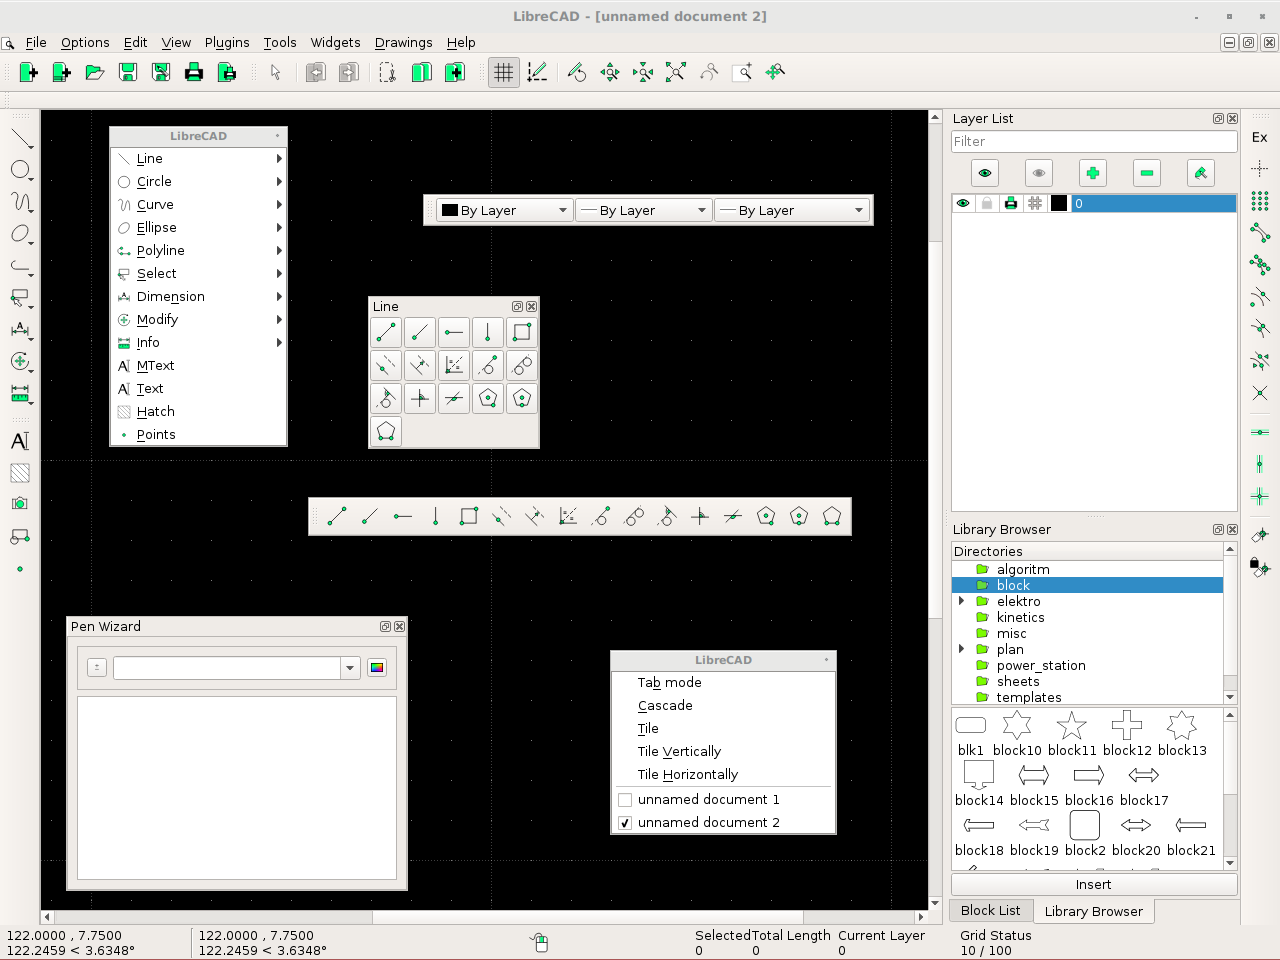 LibreCAD - [unnamed document 2]
File Options Edit View Plugins Tools Widgets Drawings Help
LibreCAD
Line
Circle
Curve
Ellipse
Polyline
Select
Dimension
Modify
Info
MText
Text
Hatch
Points
By Layer By Layer By Layer
Line
Pen Wizard
LibreCAD
Tab mode
Cascade
Tile
Tile Vertically
Tile Horizontally
unnamed document 1
unnamed document 2
Layer List
Filter
0
Library Browser
Directories
algoritm
block
elektro
kinetics
misc
plan
power_station
sheets
templates
blk1 block10 block11 block12 block13
block14 block15 block16 block17
block18 block19 block2 block20 block21
Insert
Block List Library Browser
Ex
122.0000 , 7.7500 122.0000 , 7.7500 Selected Total Length Current Layer Grid Status
122.2459 < 3.6348° 122.2459 < 3.6348° 0 0 0 10 / 100